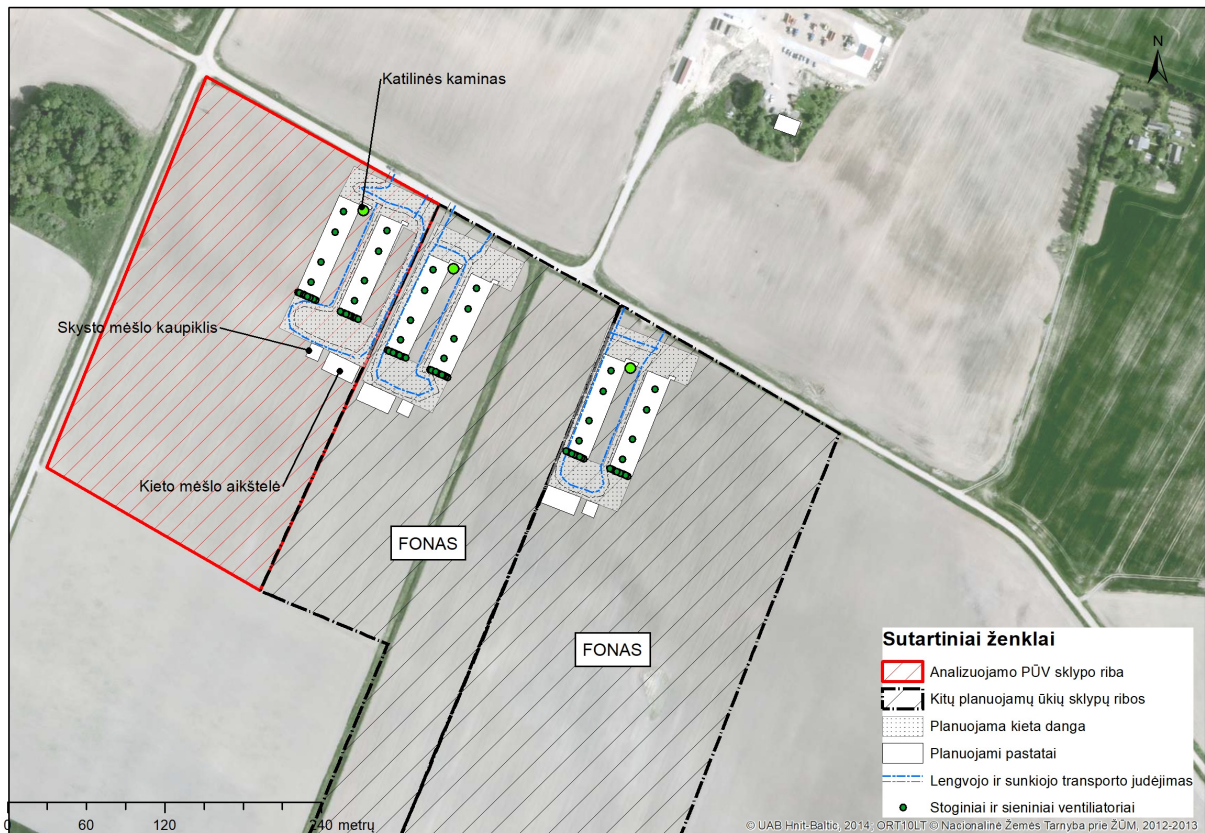 N
Katilinės kaminas
Skysto mėšlo kaupiklis
Kieto mėšlo aikštelė
FONAS
FONAS
Sutartiniai ženklai
Analizuojamo PŪV sklypo riba
Kitų planuojamų ūkių sklypų ribos
Planuojama kieta danga
Planuojami pastatai
Lengvojo ir sunkiojo transporto judėjimas
Stoginiai ir sieniniai ventiliatoriai
0 60 120 240 metrų
© UAB Hnit-Baltic, 2014, ORT10LT © Nacionalinė Žemės Tarnyba prie ŽŪM, 2012-2013